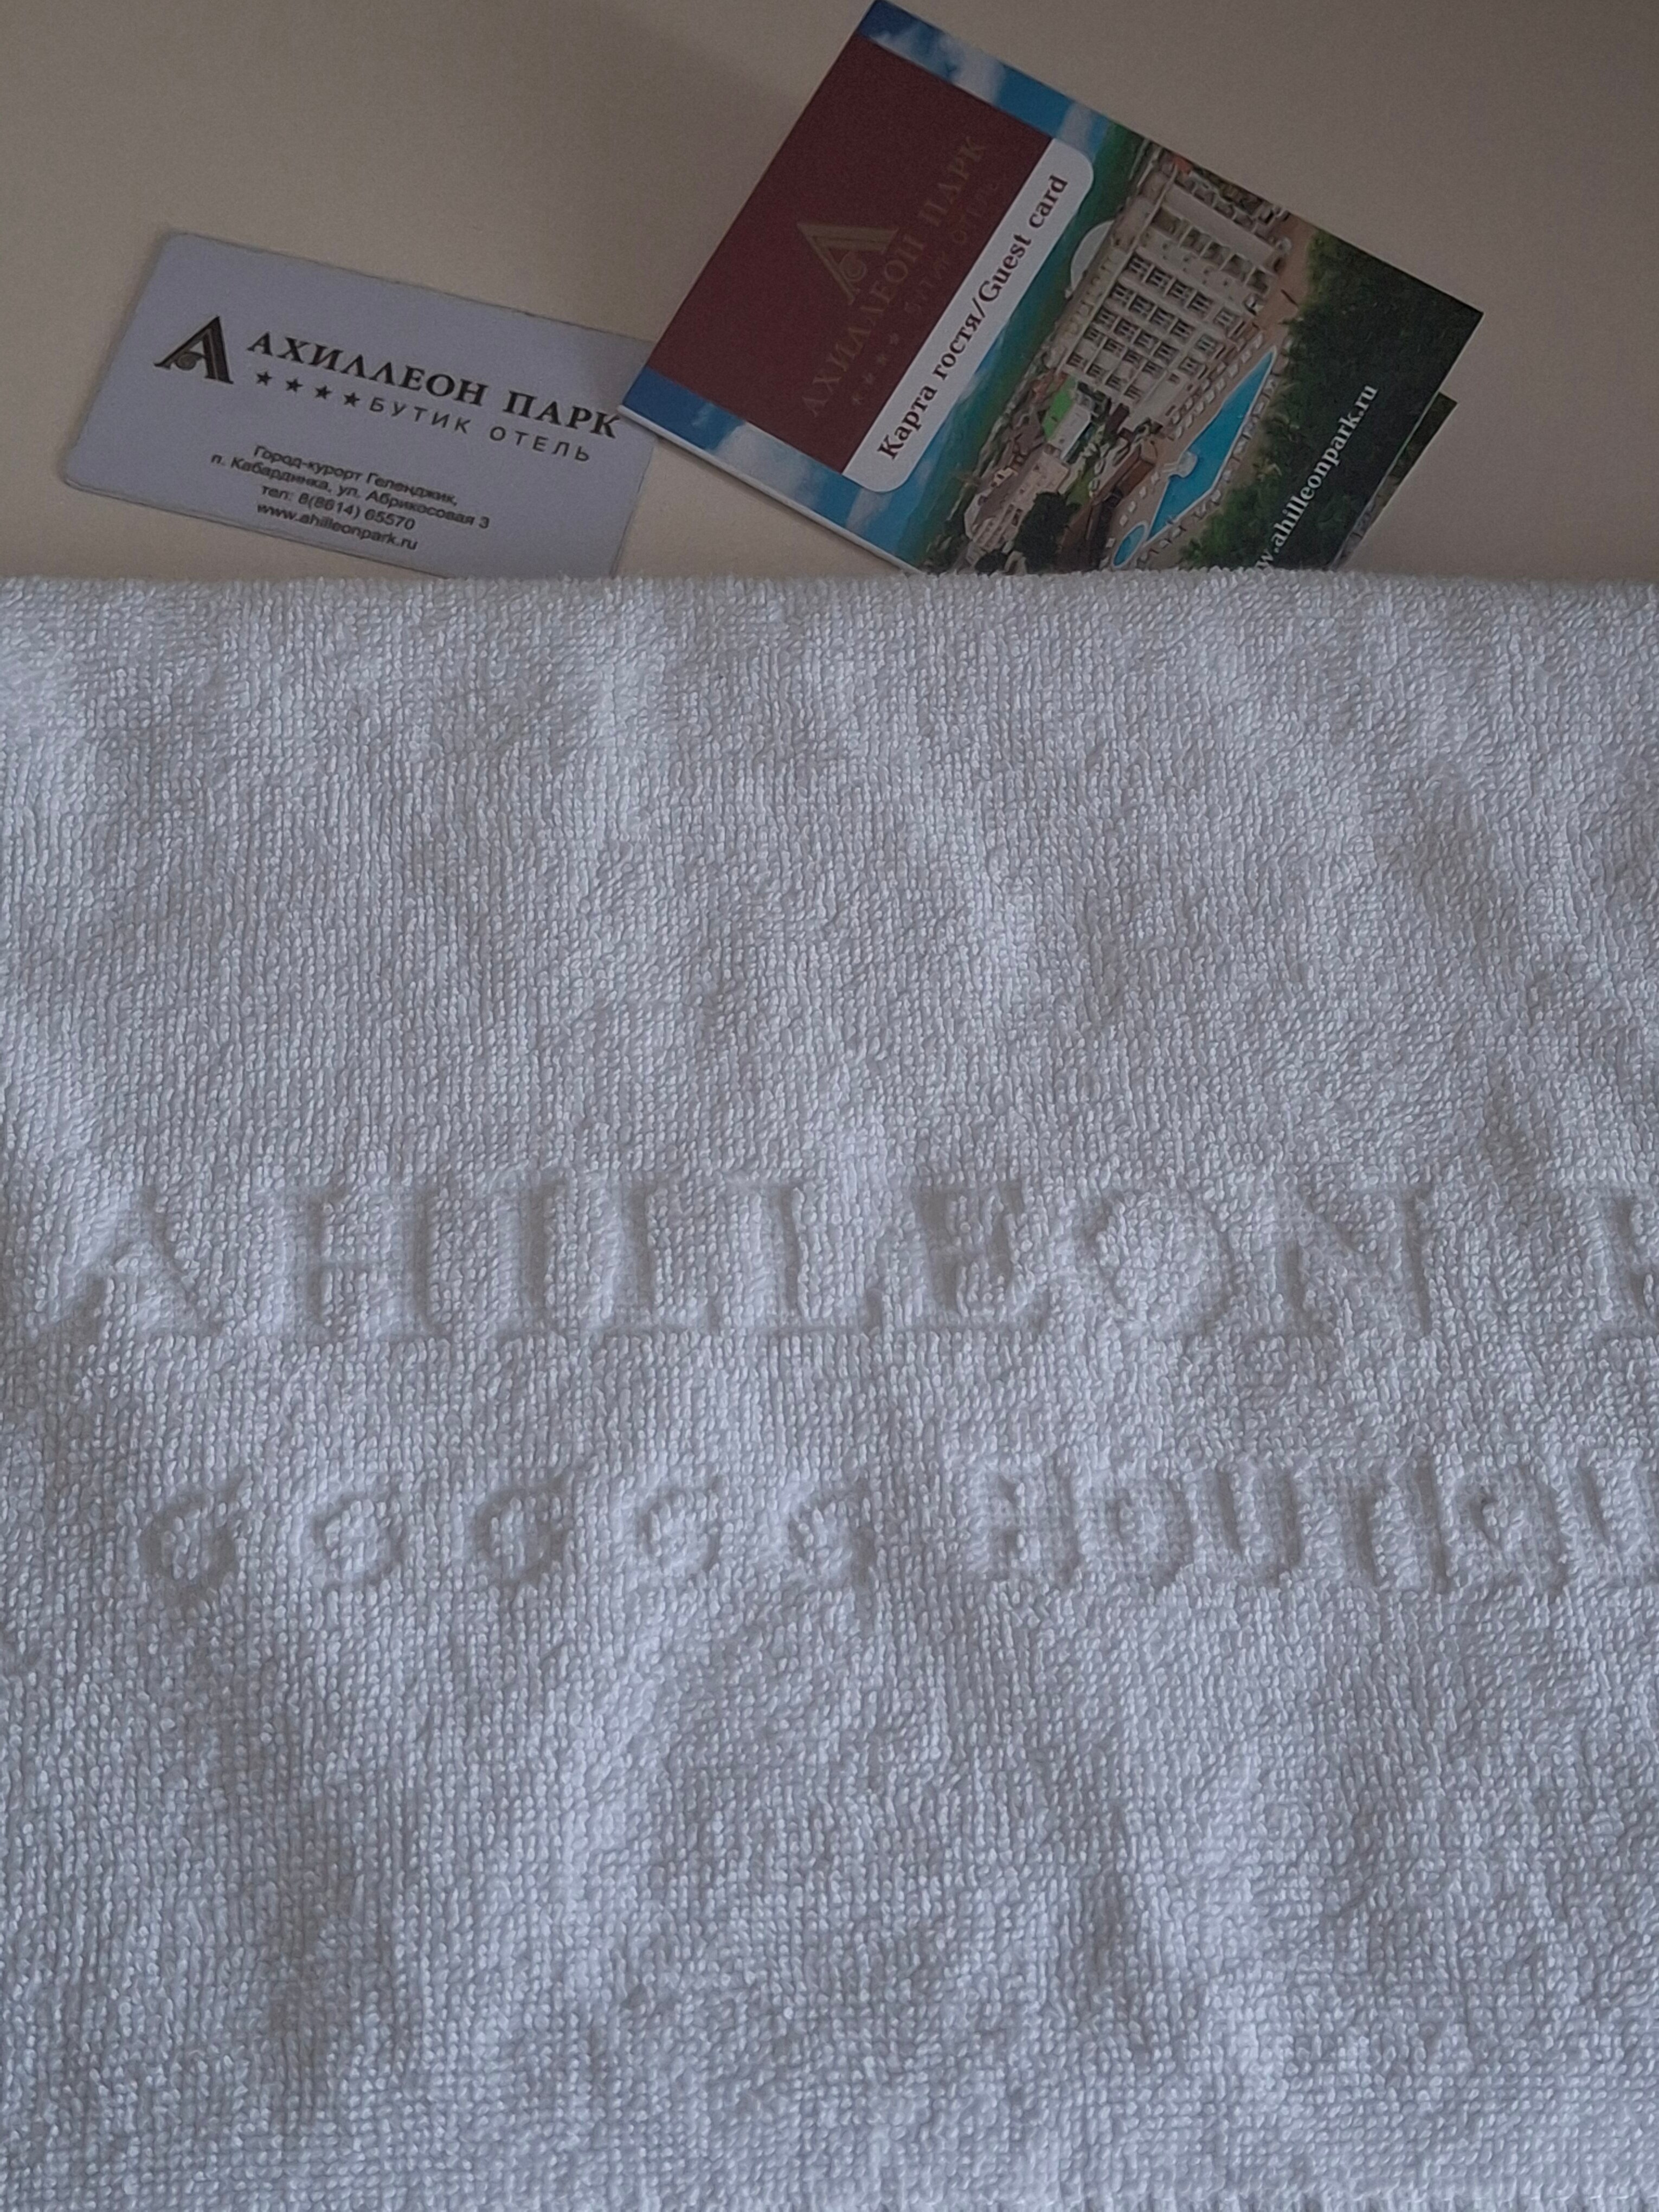 АХИЛЛЕОН ПАРК
★★★★БУТИК ОТЕЛЬ
Город-курорт Геленджик,
п. Кабардинка, ул. Абрикосовая 3
тел: 8(8614) 65570
www.ahilleonpark.ru
АХИЛЛЕОН ПАРК
★★★★ БУТИК ОТЕЛЬ
Карта гостя/Guest card
w.ahilleonpark.ru
AHILLEON P
BOUTIQU